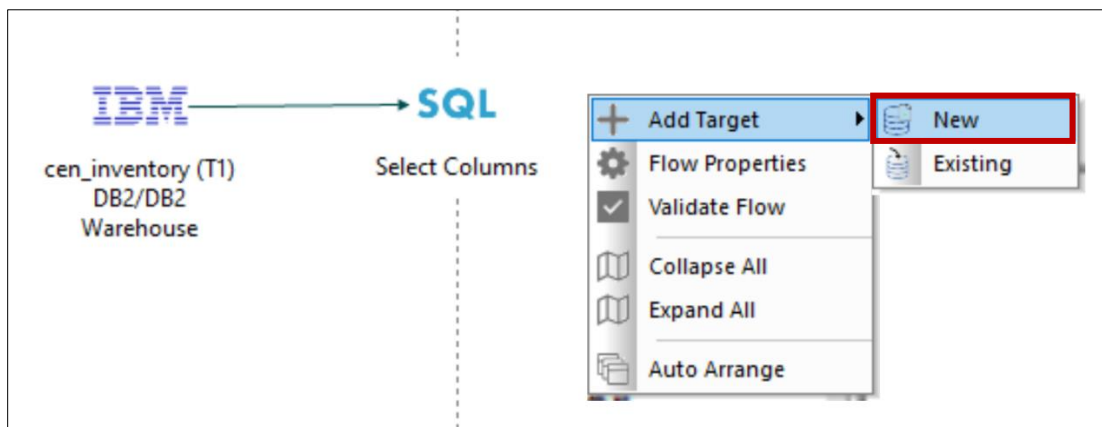 IBM
SQL
cen_inventory (T1)
DB2/DB2
Warehouse
Select Columns
Add Target
New
Flow Properties
Existing
Validate Flow
Collapse All
Expand All
Auto Arrange